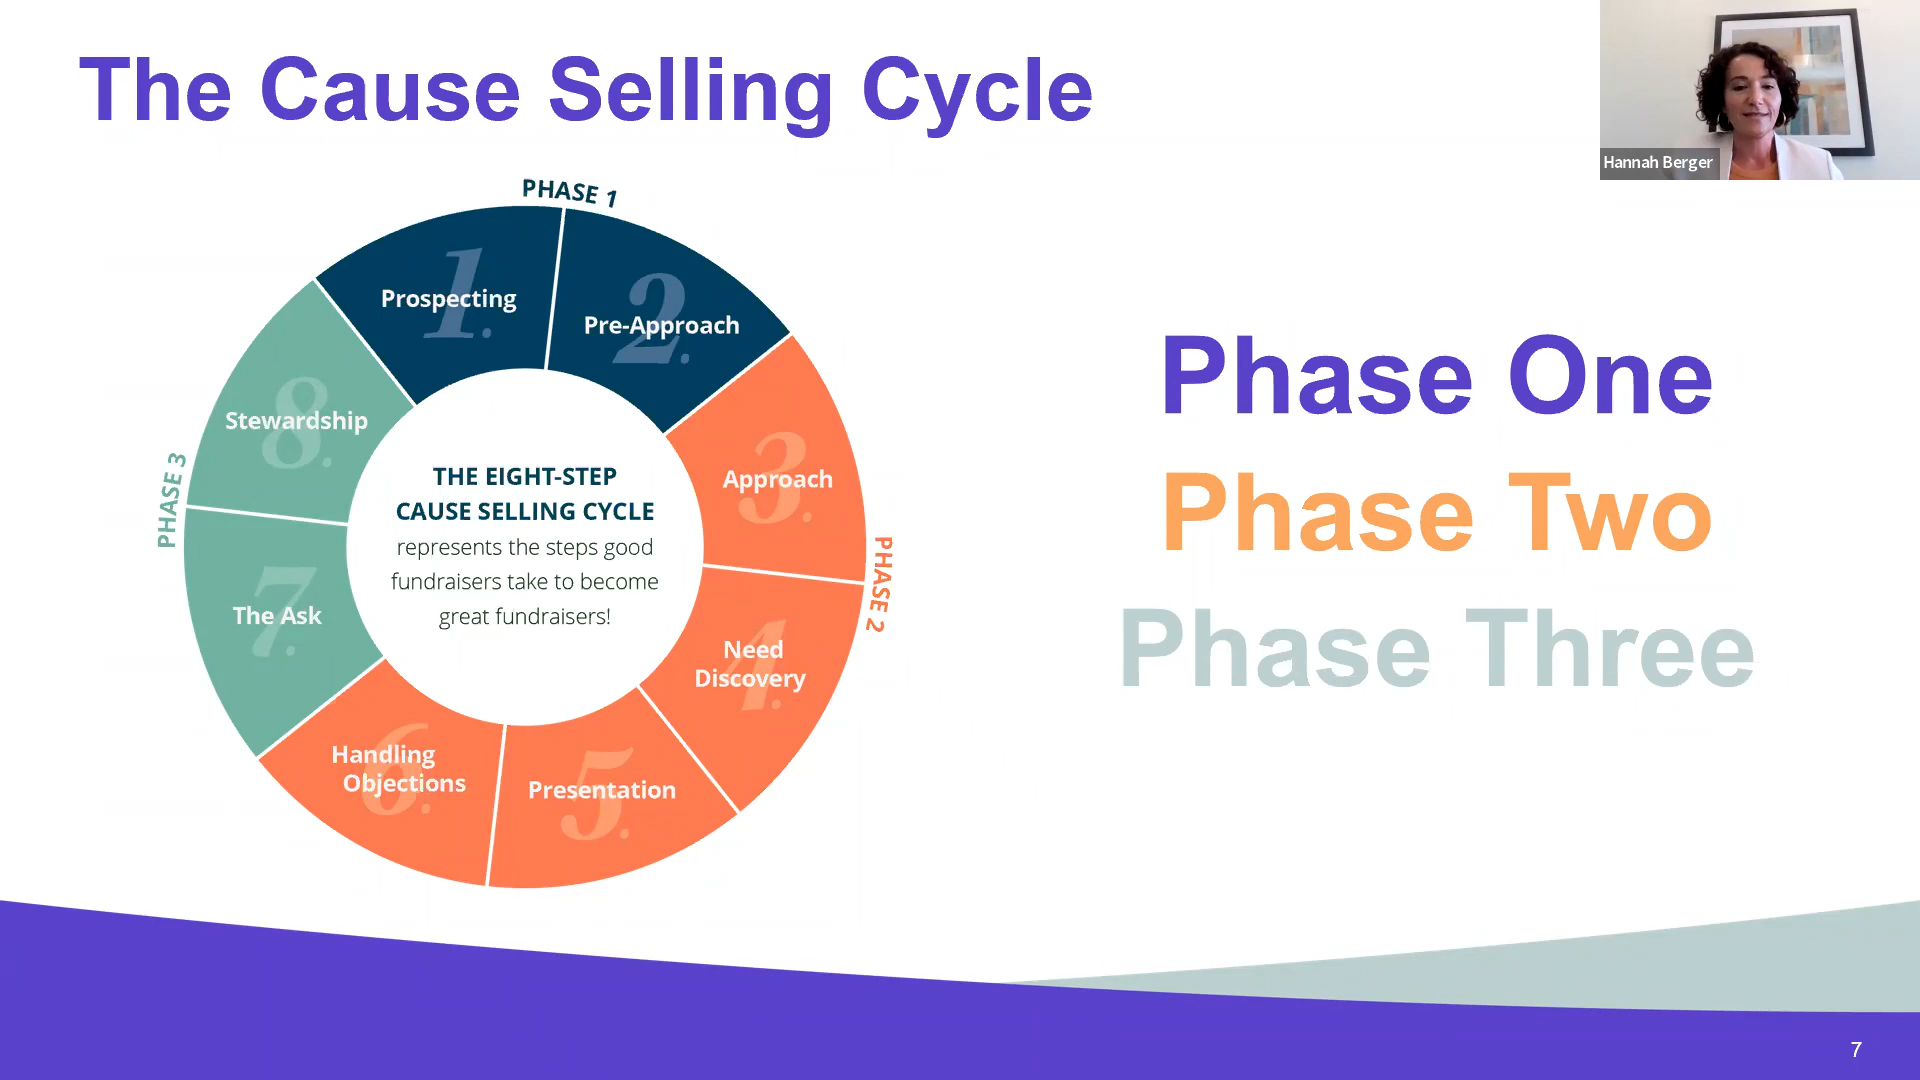 The Cause Selling Cycle
Hannah Berger
PHASE 1
1.
Prospecting
2.
Pre-Approach
PHASE 2
3.
Approach
4.
Need
Discovery
5.
Presentation
6.
Handling
Objections
PHASE 3
7.
The Ask
8.
Stewardship
THE EIGHT-STEP
CAUSE SELLING CYCLE
represents the steps good
fundraisers take to become
great fundraisers!
Phase One
Phase Two
Phase Three
7